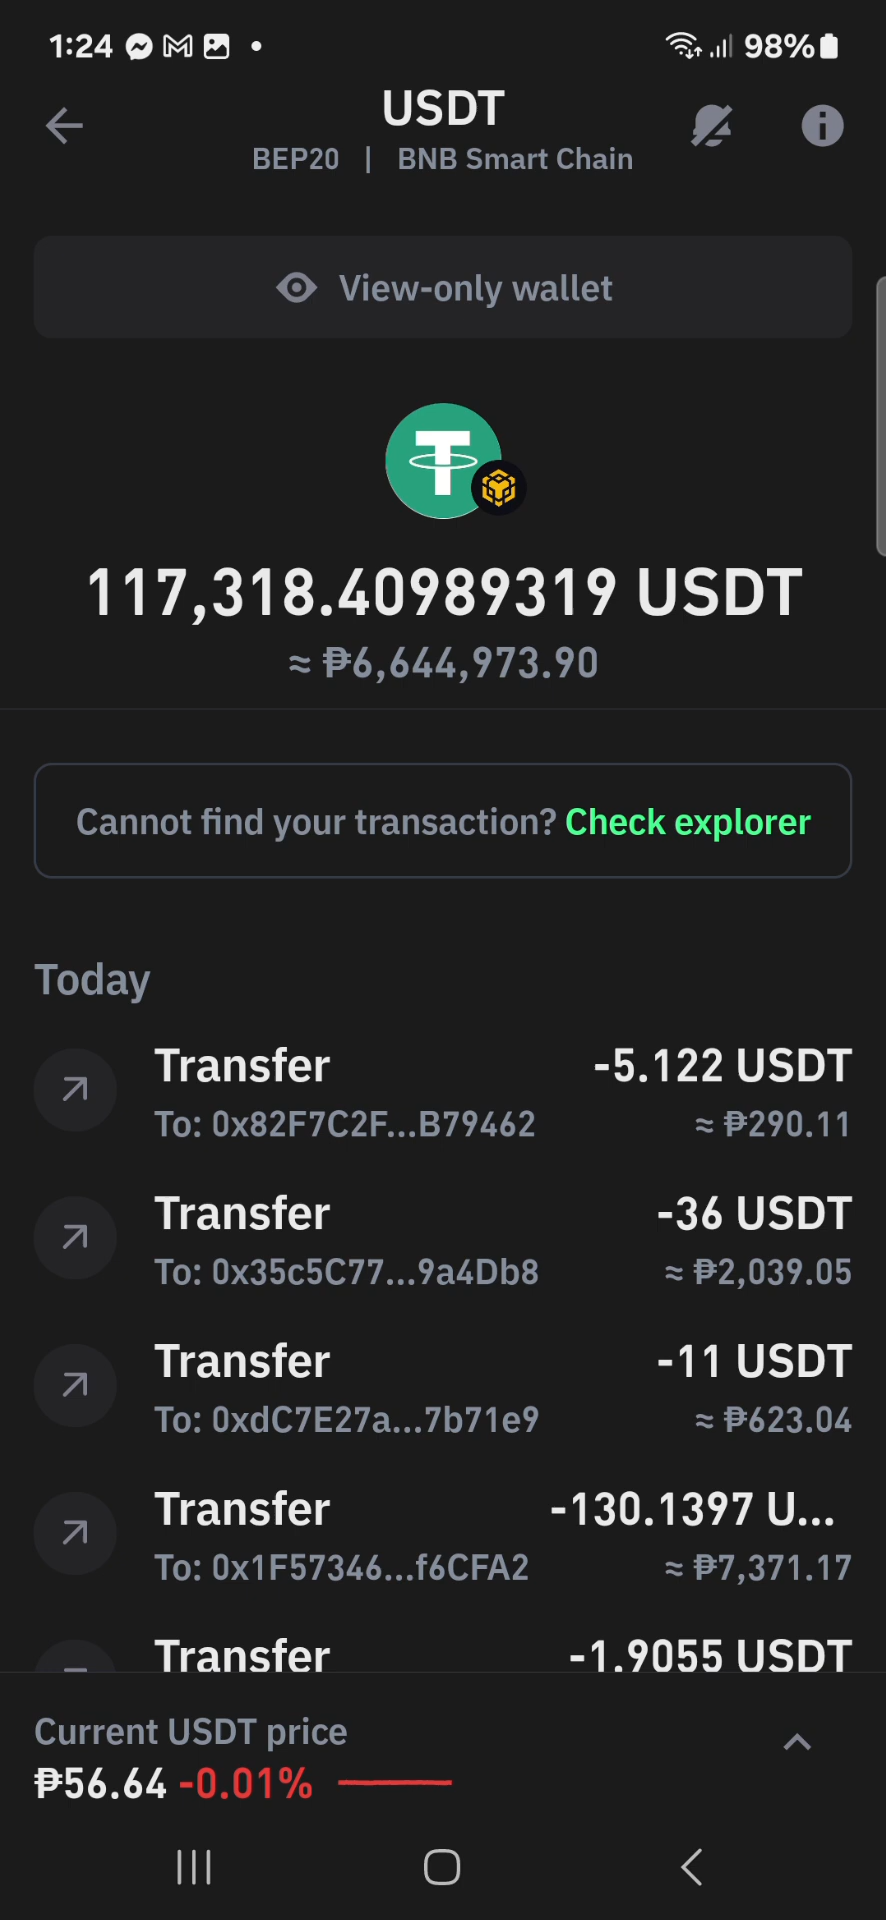 1:24 98%
USDT
BEP20 | BNB Smart Chain
View-only wallet
117,318.40989319 USDT
≈ ₱6,644,973.90
Cannot find your transaction? Check explorer
Today
Transfer -5.122 USDT
To: 0x82F7C2F...B79462 ≈ ₱290.11
Transfer -36 USDT
To: 0x35c5C77...9a4Db8 ≈ ₱2,039.05
Transfer -11 USDT
To: 0xdC7E27a...7b71e9 ≈ ₱623.04
Transfer -130.1397 U...
To: 0x1F57346...f6CFA2 ≈ ₱7,371.17
Transfer -1.9055 USDT
Current USDT price
₱56.64 -0.01%